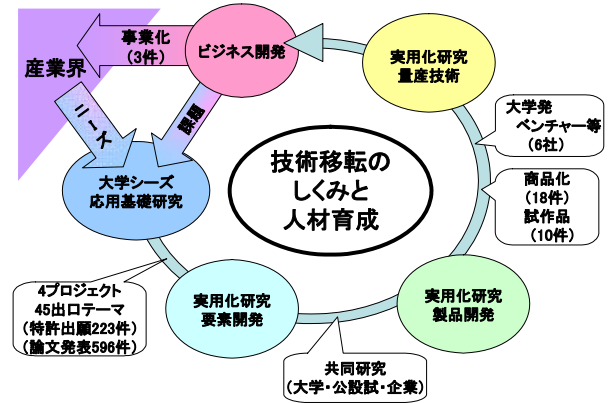 事業化
(3件)
ビジネス開発
実用化研究
量産技術
産業界
ニーズ
課題
大学発
ベンチャー等
(6社)
技術移転の
しくみと
人材育成
商品化
(18件)
試作品
(10件)
大学シーズ
応用基礎研究
4プロジェクト
45出口テーマ
(特許出願223件)
(論文発表596件)
実用化研究
要素開発
実用化研究
製品開発
共同研究
(大学・公設試・企業)